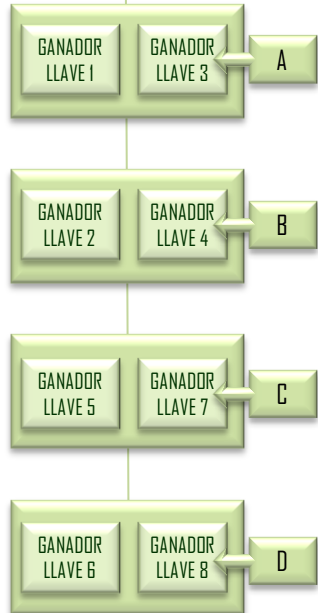 GANADOR
LLAVE 1
GANADOR
LLAVE 3
A
GANADOR
LLAVE 2
GANADOR
LLAVE 4
B
GANADOR
LLAVE 5
GANADOR
LLAVE 7
C
GANADOR
LLAVE 6
GANADOR
LLAVE 8
D